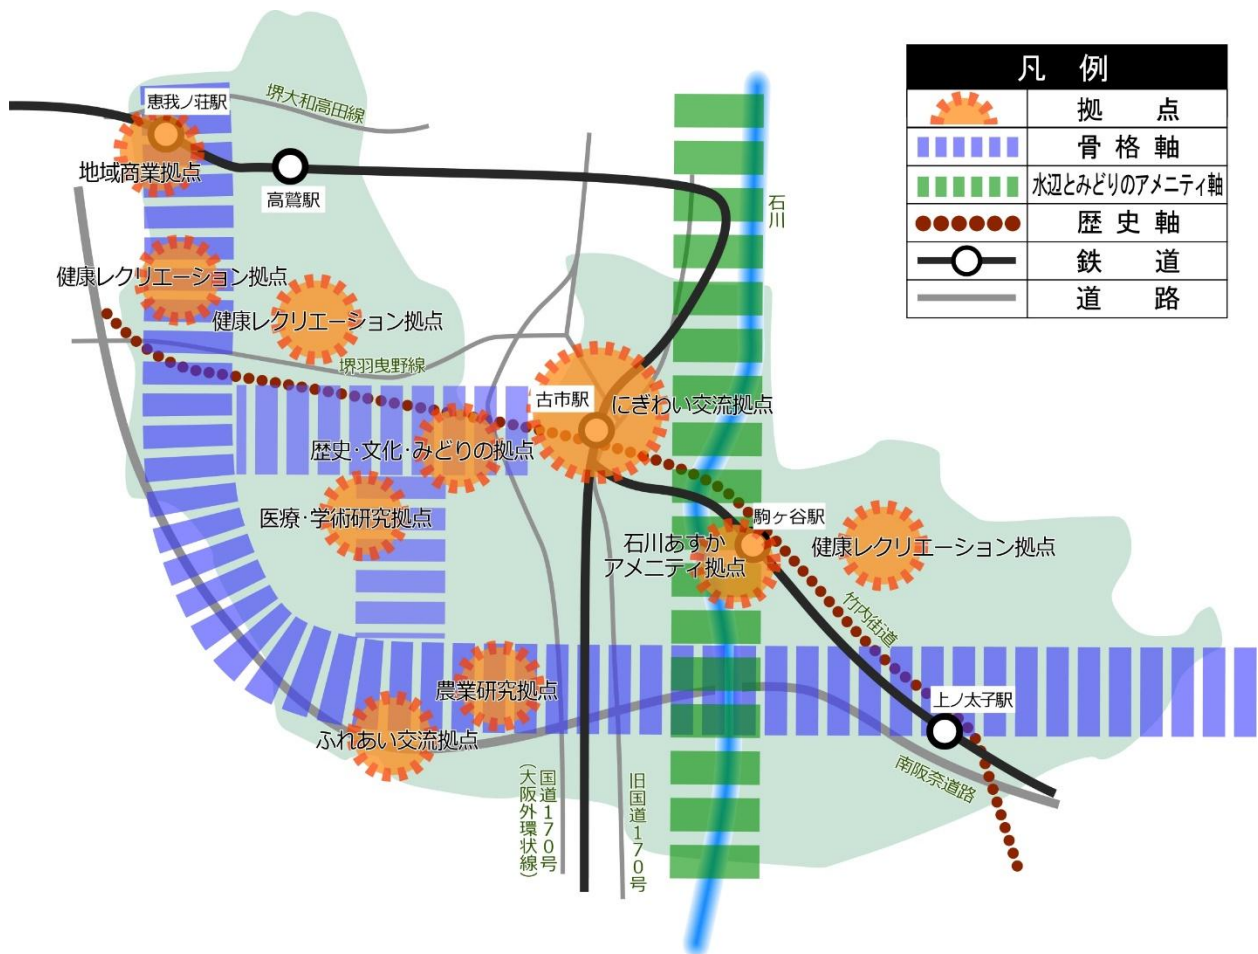 凡例
拠点
骨格軸
水辺とみどりのアメニティ軸
歴史軸
鉄道
道路
恵我ノ荘駅
堺大和高田線
地域商業拠点
高鷲駅
石川
健康レクリエーション拠点
健康レクリエーション拠点
堺羽曳野線
古市駅
にぎわい交流拠点
歴史・文化・みどりの拠点
医療・学術研究拠点
駒ヶ谷駅
石川あすか
アメニティ拠点
健康レクリエーション拠点
竹内街道
農業研究拠点
上ノ太子駅
ふれあい交流拠点
南阪奈道路
国道170号
(大阪外環状線)
旧国道170号